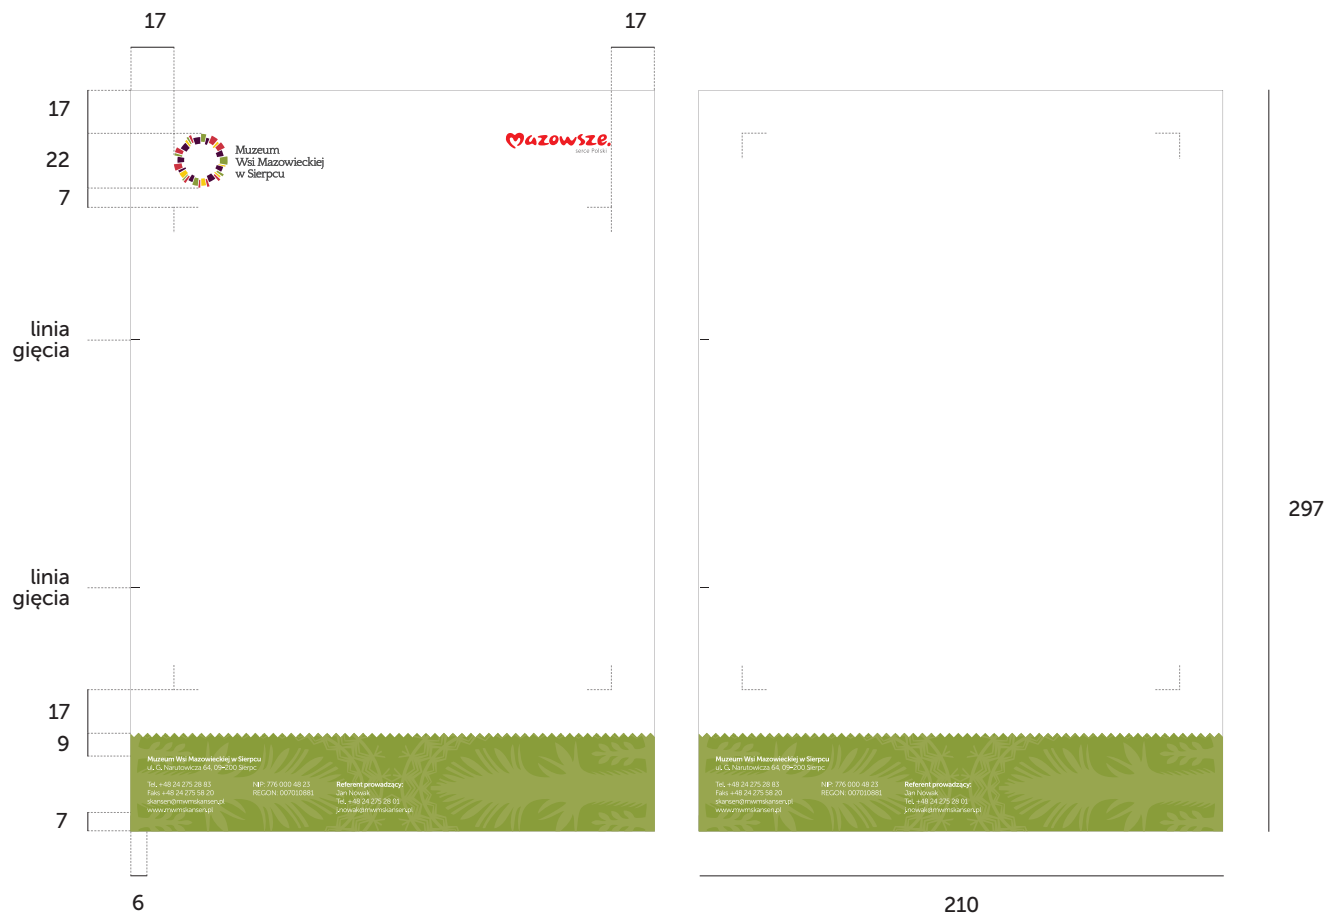 17
17
17
22
7
Muzeum
Wsi Mazowieckiej
w Sierpcu
Mazowsze.
serce Polski
linia
gięcia
linia
gięcia
17
9
7
6
Muzeum Wsi Mazowieckiej w Sierpcu
ul. G. Narutowicza 64, 09-200 Sierpc
Tel. +48 24 275 28 83
Faks +48 24 275 58 20
skansen@mwmskansen.pl
www.mwmskansen.pl
NIP: 776 000 48 23
REGON: 007010881
Referent prowadzący:
Jan Nowak
Tel. +48 24 275 28 01
j.nowak@mwmskansen.pl
Muzeum Wsi Mazowieckiej w Sierpcu
ul. G. Narutowicza 64, 09-200 Sierpc
Tel. +48 24 275 28 83
Faks +48 24 275 58 20
skansen@mwmskansen.pl
www.mwmskansen.pl
NIP: 776 000 48 23
REGON: 007010881
Referent prowadzący:
Jan Nowak
Tel. +48 24 275 28 01
j.nowak@mwmskansen.pl
297
210